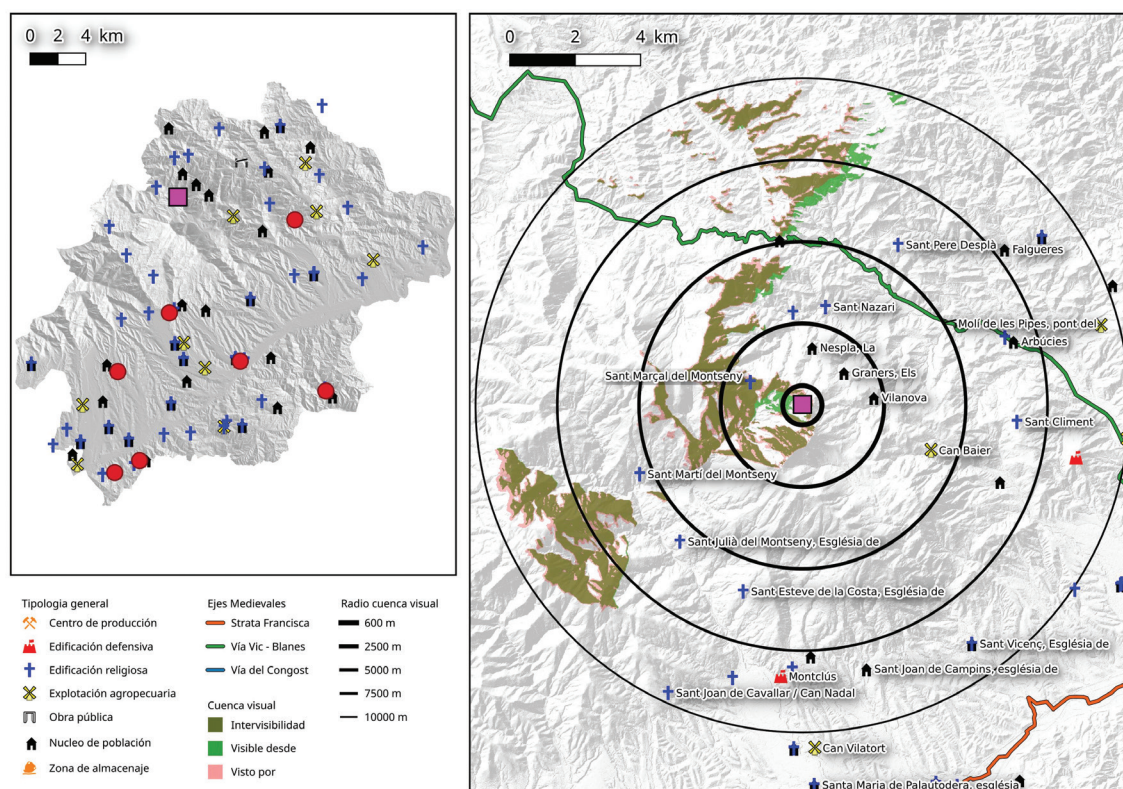 0 2 4 km
0 2 4 km
Sant Pere Desplà
Falgueres
Sant Nazari
Molí de les Pipes, pont del
Arbúcies
Nespla, La
Graners, Els
Sant Marçal del Montseny
Vilanova
Sant Climent
Can Baier
Sant Martí del Montseny
Sant Julià del Montseny, Església de
Sant Esteve de la Costa, Església de
Sant Vicenç, Església de
Sant Joan de Campins, església de
Montclús
Sant Joan de Cavallar / Can Nadal
Can Vilatort
Santa Maria de Palautodera, església
Tipologia general
Centro de producción
Edificación defensiva
Edificación religiosa
Explotación agropecuaria
Obra pública
Nucleo de población
Zona de almacenaje
Ejes Medievales
Strata Francisca
Vía Vic - Blanes
Vía del Congost
Cuenca visual
Intervisibilidad
Visible desde
Visto por
Radio cuenca visual
600 m
2500 m
5000 m
7500 m
10000 m